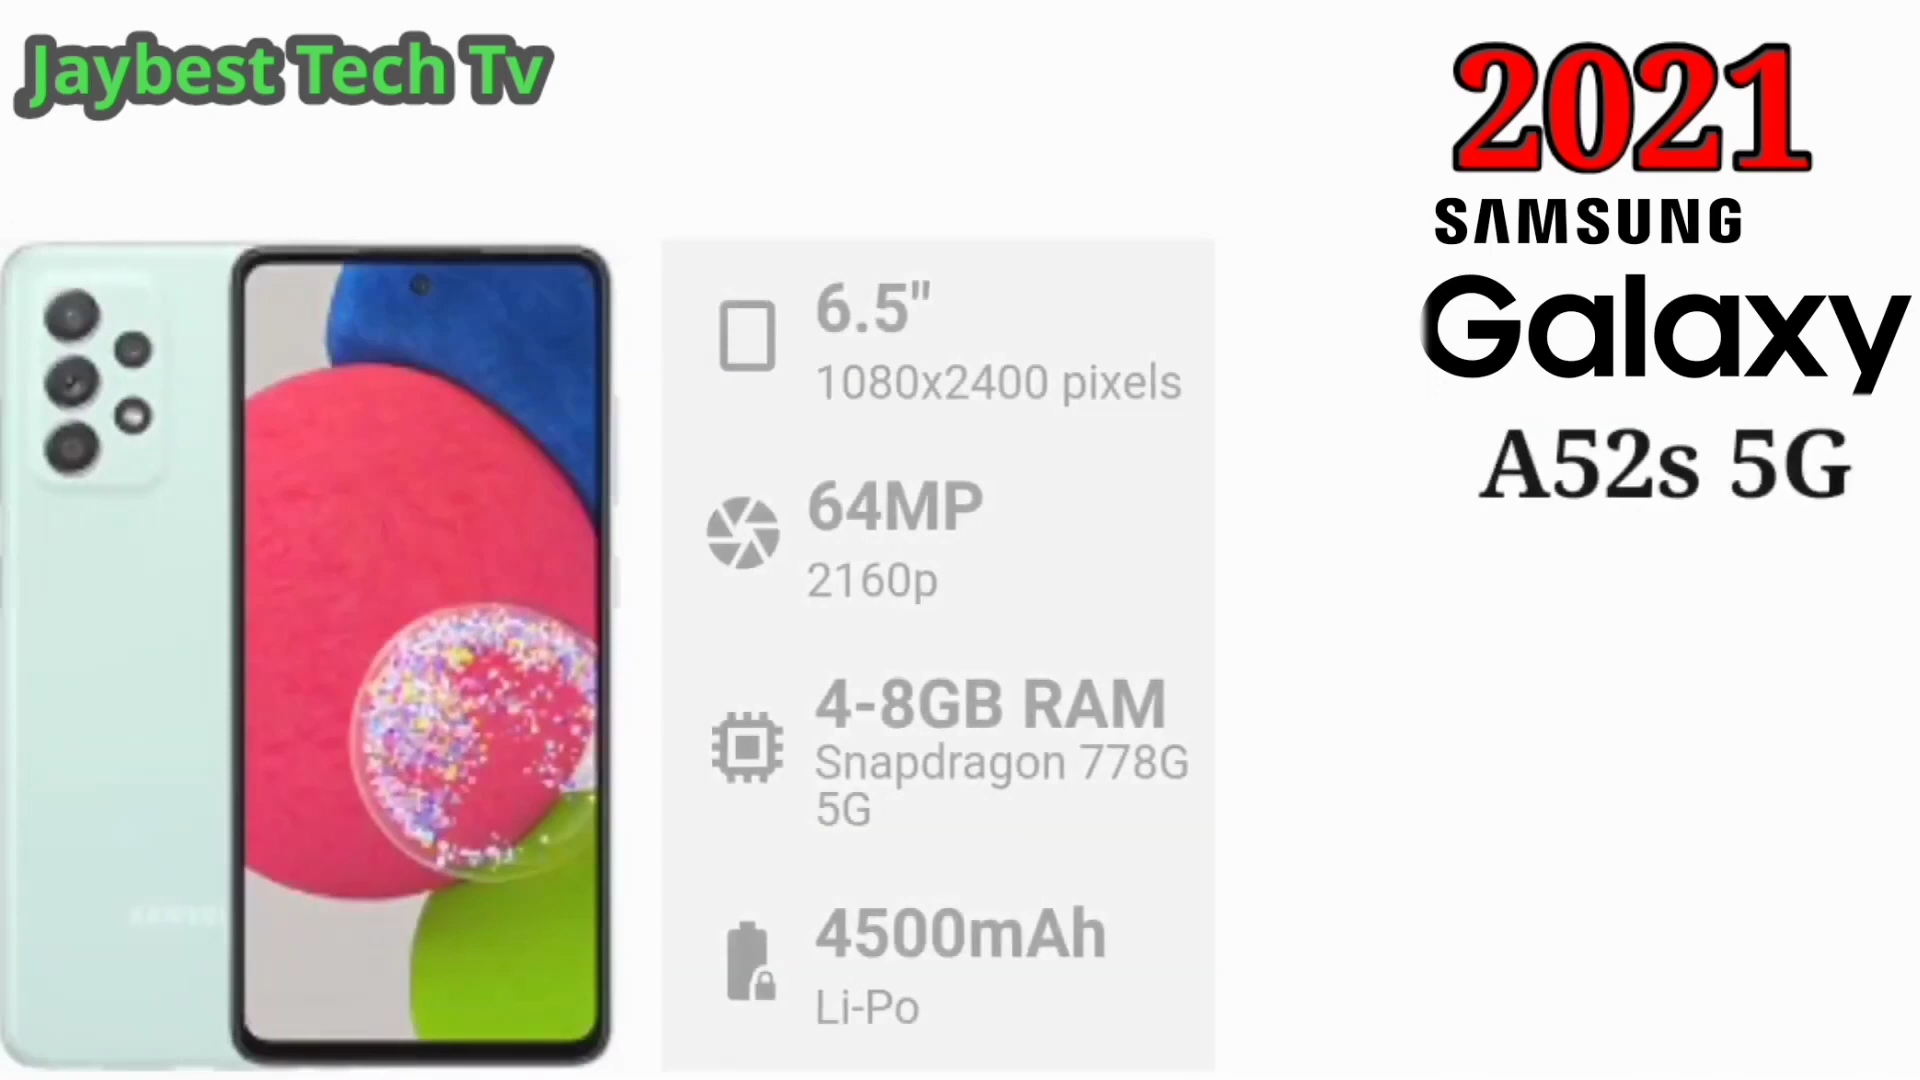 Jaybest Tech Tv
2021
SAMSUNG
Galaxy
A52s 5G
6.5"
1080x2400 pixels
64MP
2160p
4-8GB RAM
Snapdragon 778G
5G
4500mAh
Li-Po